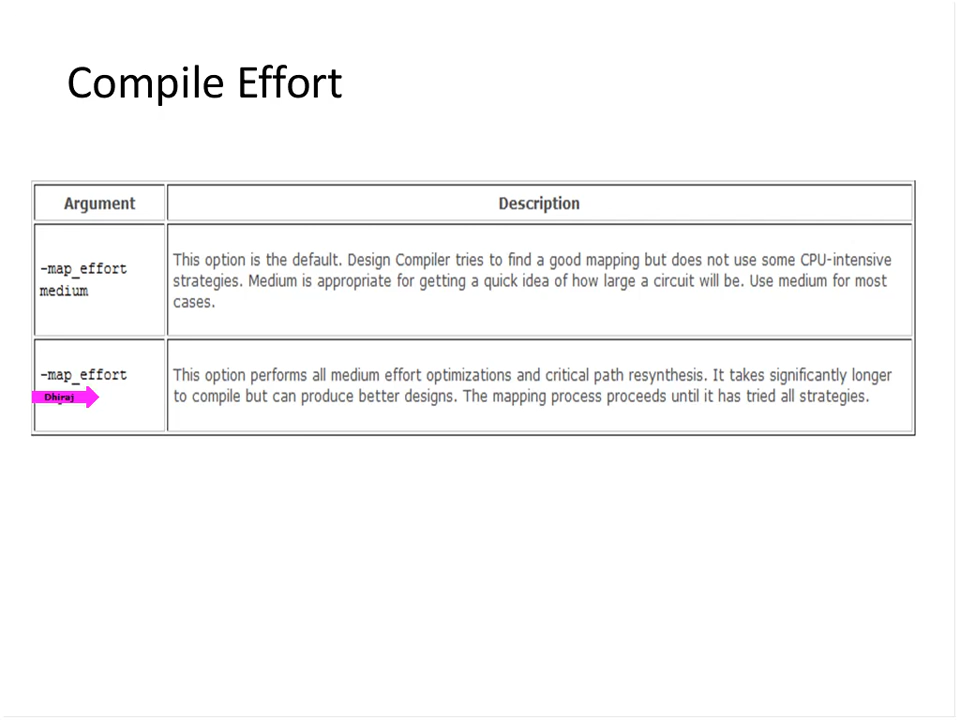 Compile Effort
Argument
Description
-map_effort
medium
This option is the default. Design Compiler tries to find a good mapping but does not use some CPU-intensive
strategies. Medium is appropriate for getting a quick idea of how large a circuit will be. Use medium for most
cases.
-map_effort
Dhiraj
This option performs all medium effort optimizations and critical path resynthesis. It takes significantly longer
to compile but can produce better designs. The mapping process proceeds until it has tried all strategies.